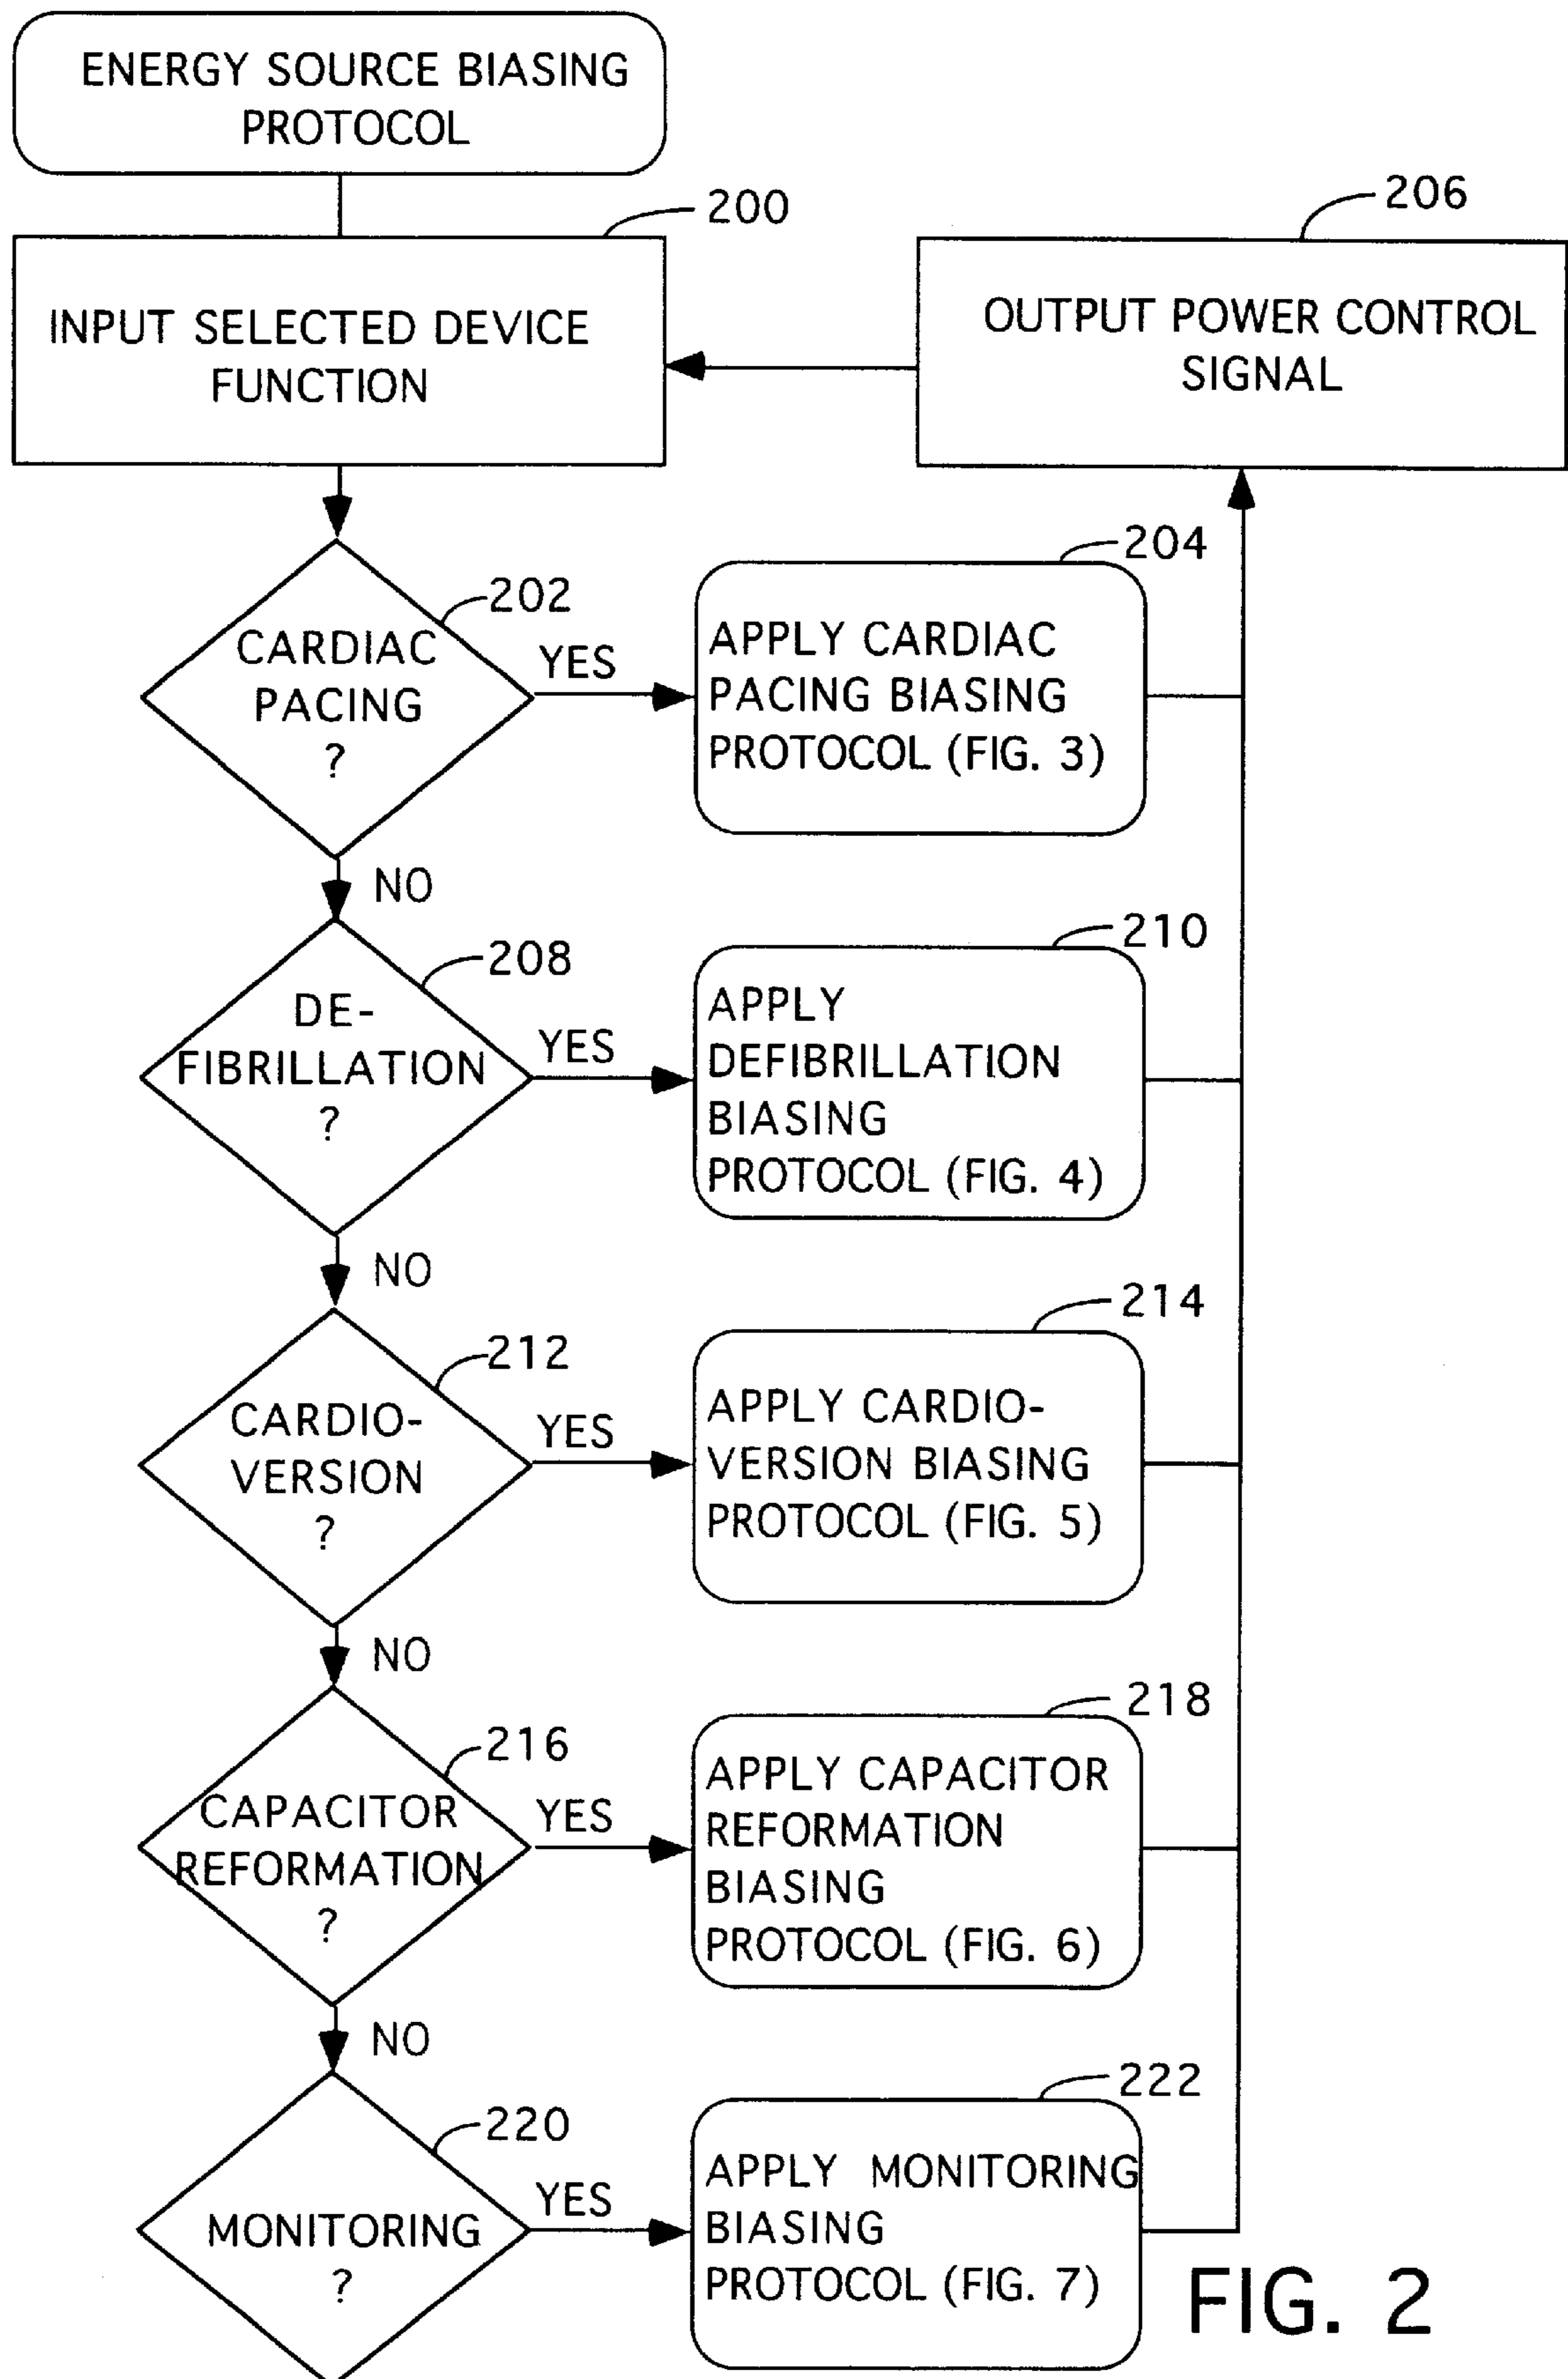 ENERGY SOURCE BIASING
PROTOCOL
200
206
INPUT SELECTED DEVICE
FUNCTION
OUTPUT POWER CONTROL
SIGNAL
202
CARDIAC
PACING
?
YES
204
APPLY CARDIAC
PACING BIASING
PROTOCOL (FIG. 3)
NO
208
DE-
FIBRILLATION
?
YES
210
APPLY
DEFIBRILLATION
BIASING
PROTOCOL (FIG. 4)
NO
212
CARDIO-
VERSION
?
YES
214
APPLY CARDIO-
VERSION BIASING
PROTOCOL (FIG. 5)
NO
216
CAPACITOR
REFORMATION
?
YES
218
APPLY CAPACITOR
REFORMATION
BIASING
PROTOCOL (FIG. 6)
NO
220
MONITORING
?
YES
222
APPLY MONITORING
BIASING
PROTOCOL (FIG. 7)
FIG. 2